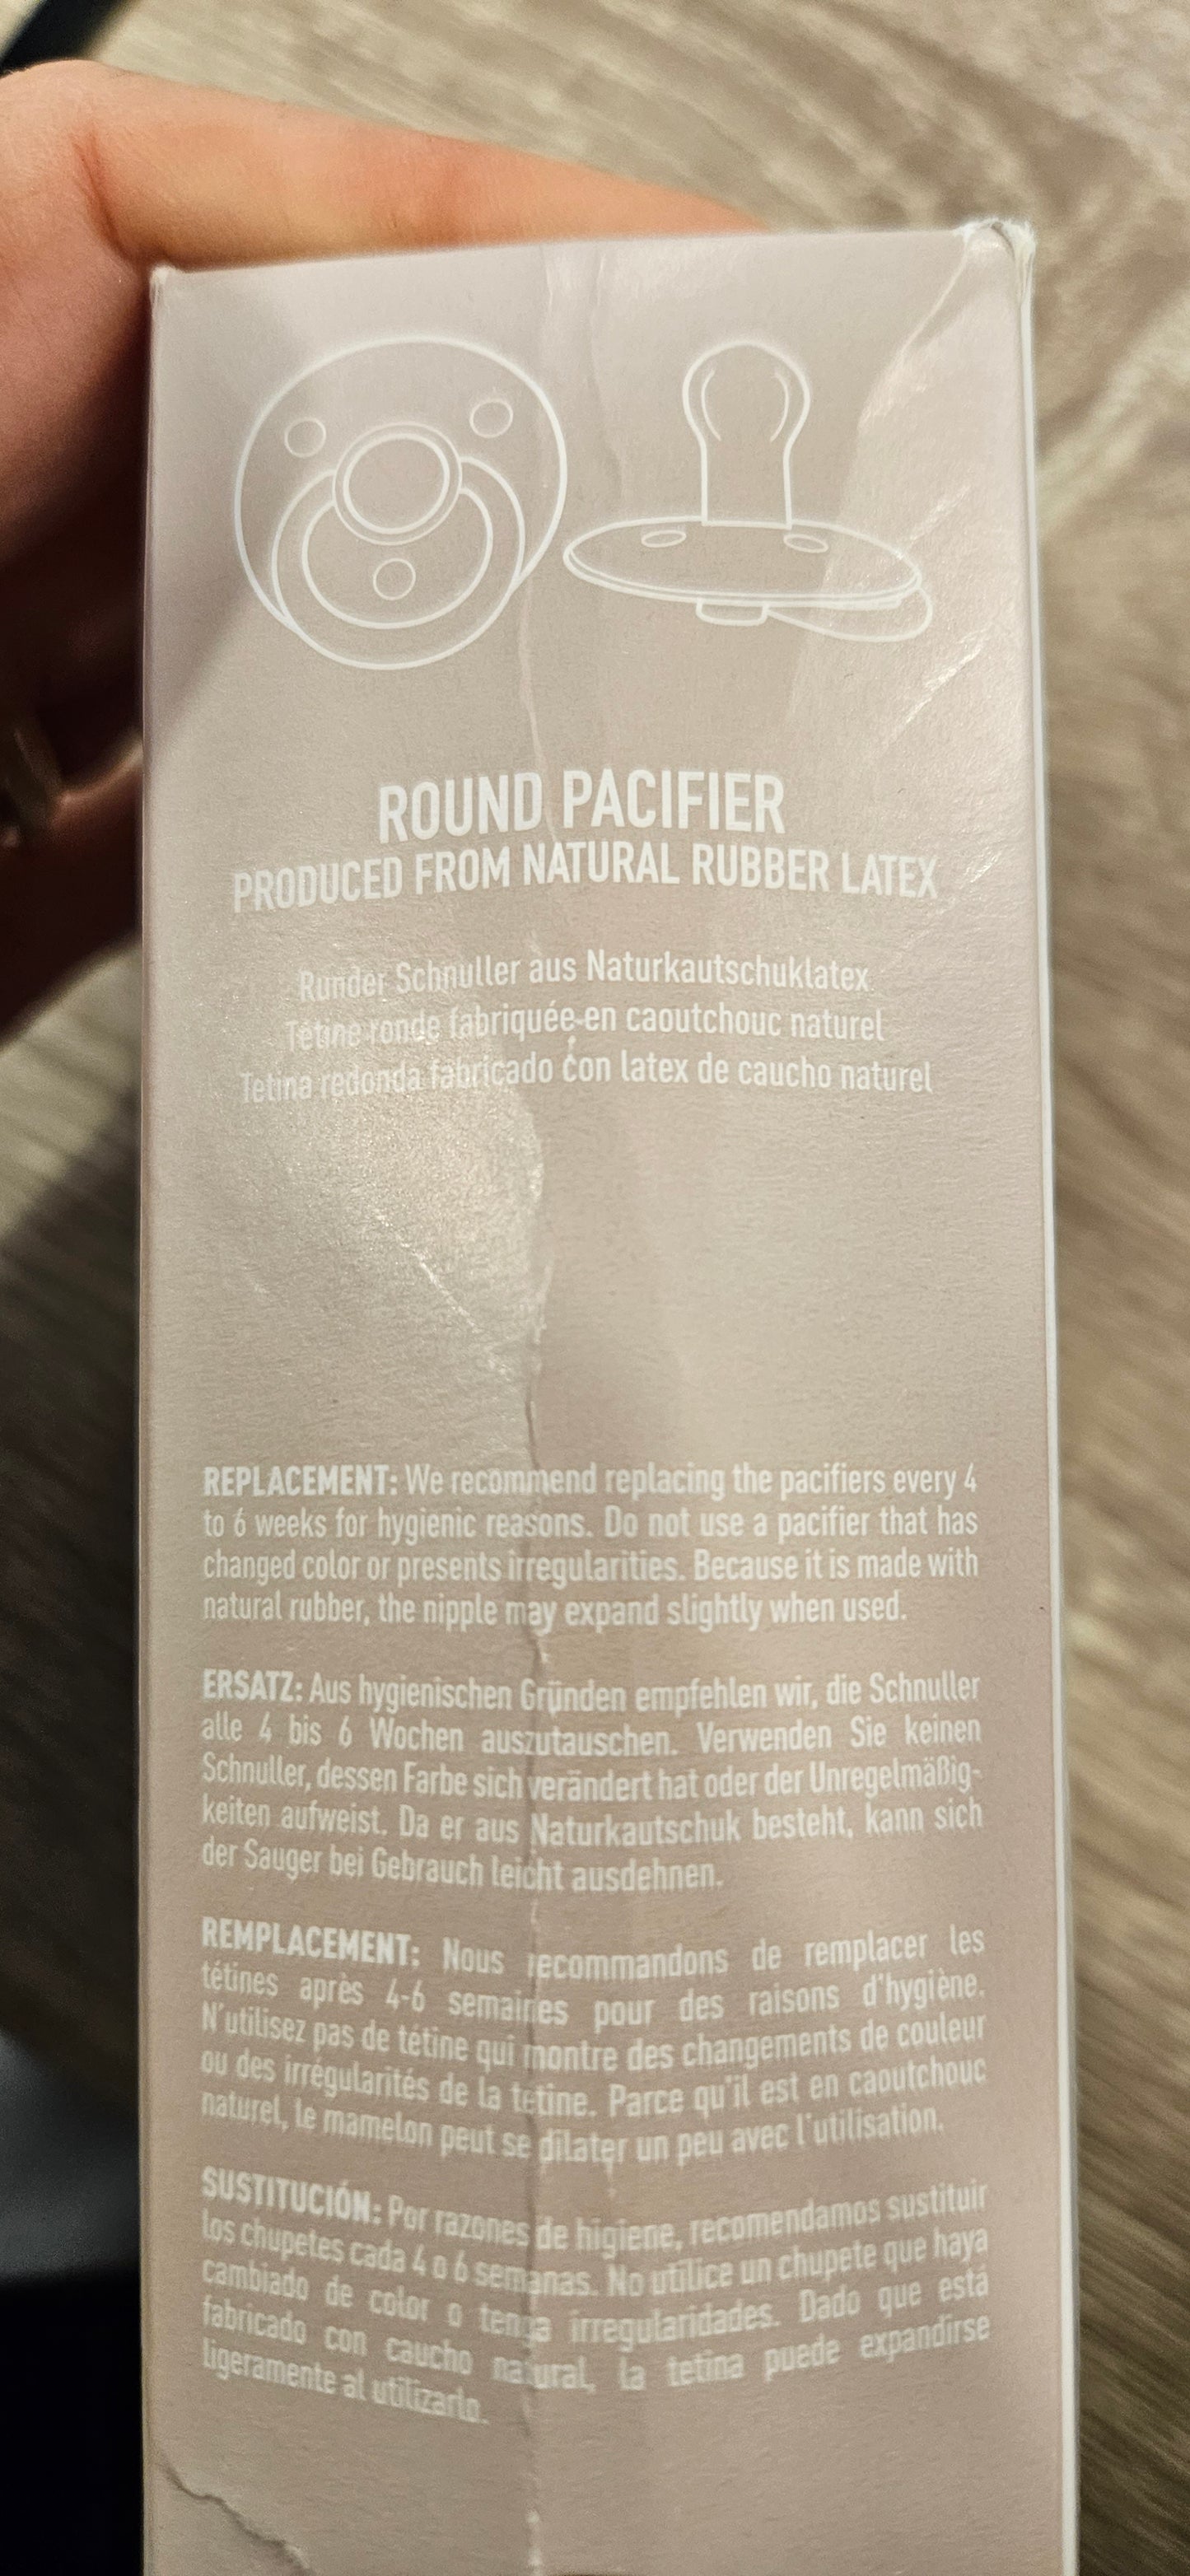 ROUND PACIFIER
PRODUCED FROM NATURAL RUBBER LATEX
Runder Schnuller aus Naturkautschuklatex
Tétine ronde fabriquée en caoutchouc naturel
Tetina redonda fabricado con latex de caucho naturel
REPLACEMENT: We recommend replacing the pacifiers every 4
to 6 weeks for hygienic reasons. Do not use a pacifier that has
changed color or presents irregularities. Because it is made with
natural rubber, the nipple may expand slightly when used.
ERSATZ: Aus hygienischen Gründen empfehlen wir, die Schnuller
alle 4 bis 6 Wochen auszutauschen. Verwenden Sie keinen
Schnuller, dessen Farbe sich verändert hat oder der Unregelmäßig-
keiten aufweist. Da er aus Naturkautschuk besteht, kann sich
der Sauger bei Gebrauch leicht ausdehnen.
REMPLACEMENT: Nous recommandons de remplacer les
tétines après 4-6 semaines pour des raisons d'hygiène.
N'utilisez pas de tétine qui montre des changements de couleur
ou des irrégularités de la tétine. Parce qu'il est en caoutchouc
naturel, le mamelon peut se dilater un peu avec l'utilisation.
SUSTITUCIÓN: Por razones de higiene, recomendamos sustituir
los chupetes cada 4 o 6 semanas. No utilice un chupete que haya
cambiado de color o tenga irregularidades. Dado que está
fabricado con caucho natural, la tetina puede expandirse
ligeramente al utilizarlo.